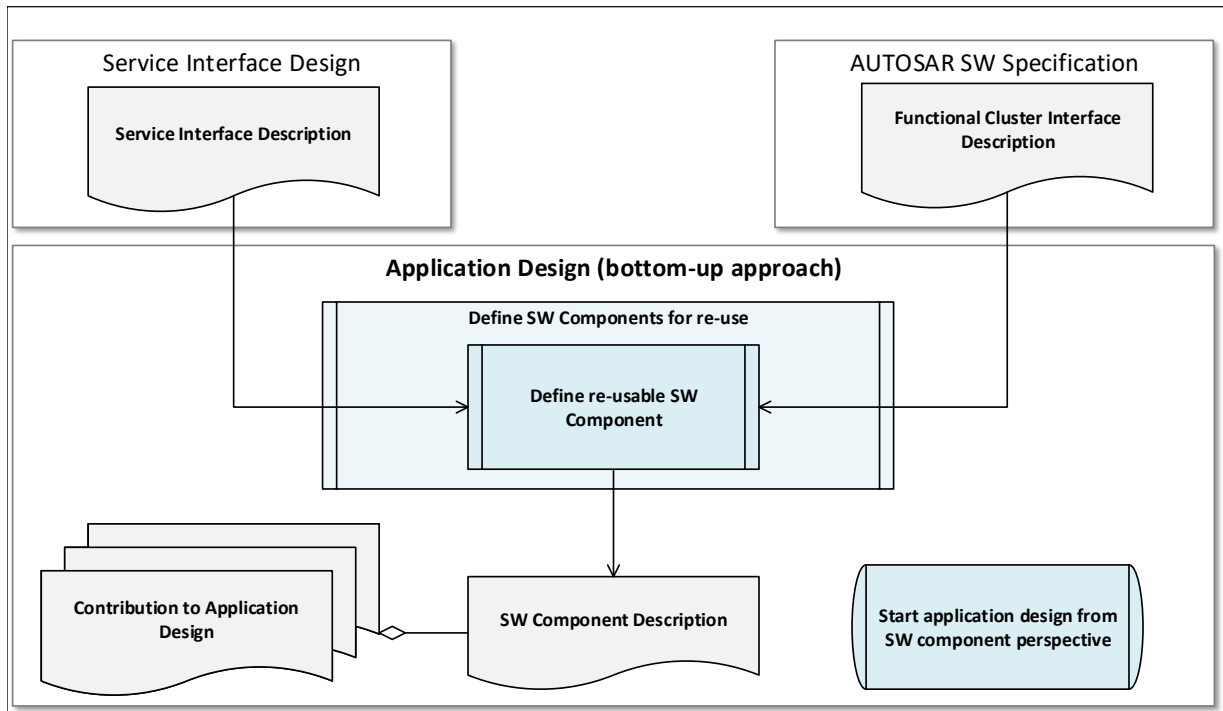 Service Interface Design
Service Interface Description
AUTOSAR SW Specification
Functional Cluster Interface
Description
Application Design (bottom-up approach)
Define SW Components for re-use
Define re-usable SW
Component
Contribution to Application
Design
SW Component Description
Start application design from
SW component perspective